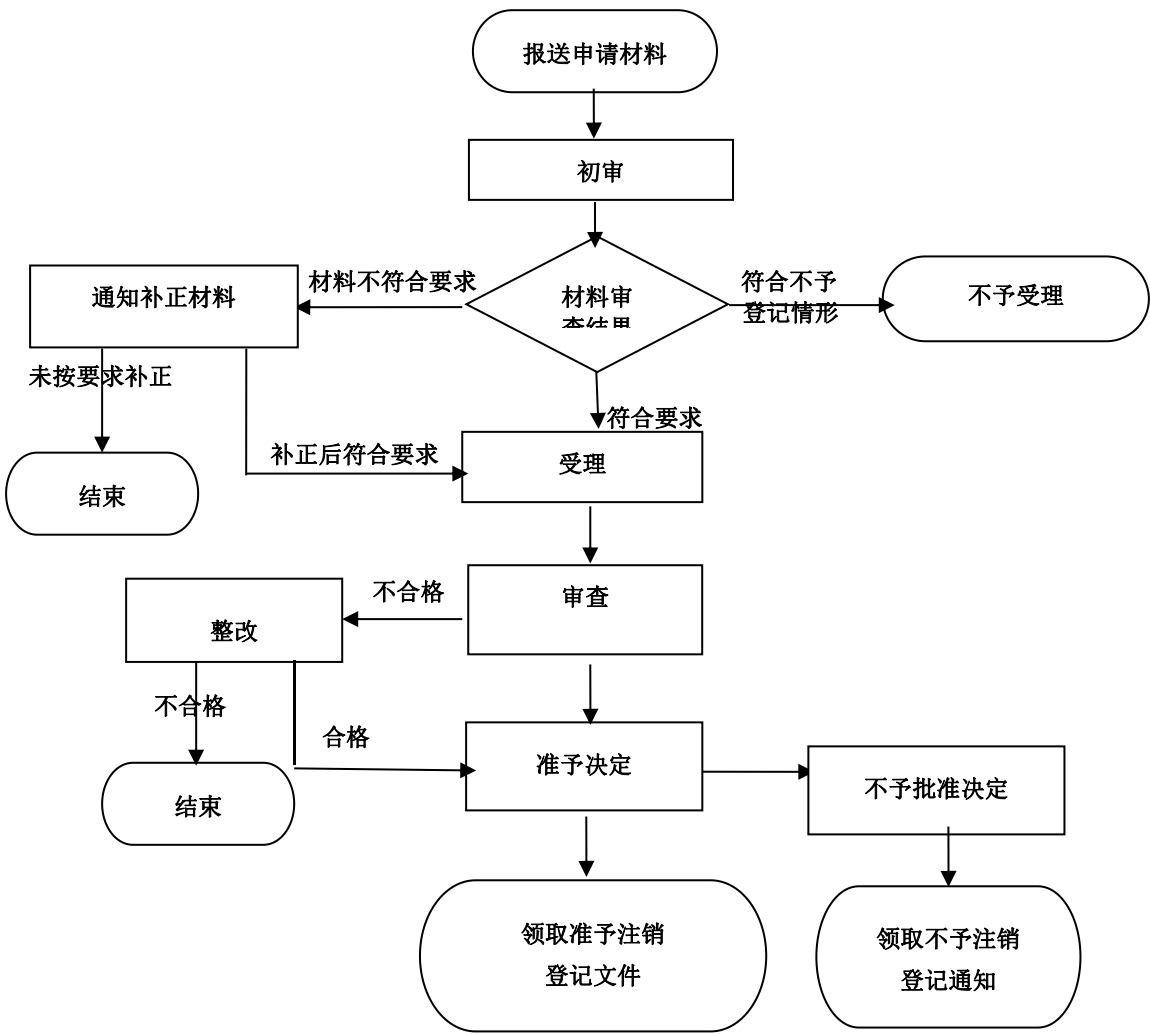 报送申请材料
初审
材料不符合要求
符合不予
登记情形
通知补正材料
材料审
查结果
不予受理
未按要求补正
符合要求
补正后符合要求
受理
结束
不合格
审查
整改
不合格
合格
准予决定
不予批准决定
结束
领取准予注销
登记文件
领取不予注销
登记通知